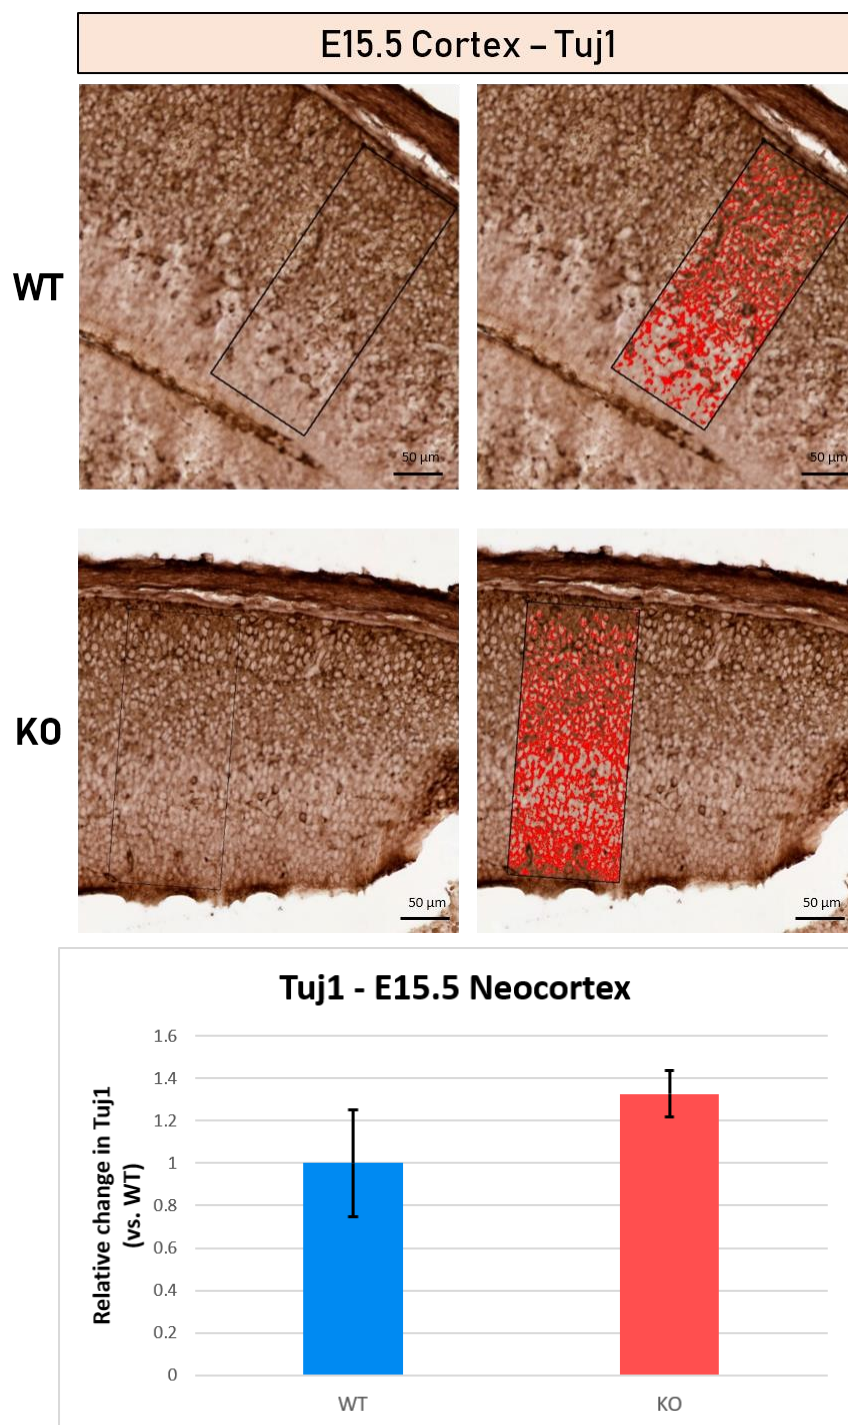 E15.5 Cortex – Tuj1
WT
50 µm
50 µm
KO
50 µm
50 µm
Tuj1 - E15.5 Neocortex
Relative change in Tuj1
(vs. WT)
1.6
1.4
1.2
1
0.8
0.6
0.4
0.2
0
WT
KO